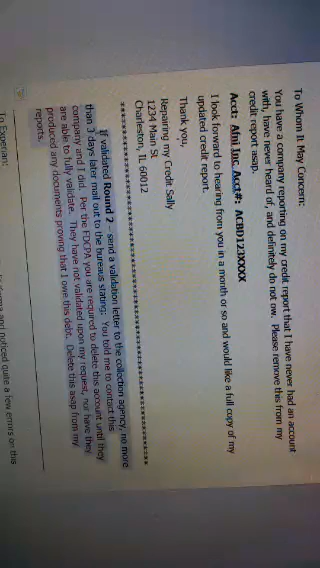 To Whom It May Concern:
You have a company reporting on my credit report that I have never had an account
with, have never heard of, and definitely do not ow. Please remove this from my
credit report asap.
Acct: Afni Inc. Acct#: ACBD123XXXX
I look forward to hearing from you in a month or so and would like a full copy of my
updated credit report.
Thank you,
Repairing my Credit Sally
1234 Main St
Charleston, IL 60012
If validated Round 2 – send a validation letter to the collection agency, no more
than 3 days later mail out to the bureaus stating: You told me to contact this
company and I did. Per the FDCPA you are required to delete this account until they
are able to fully validate. They have not validated upon my request, nor have they
produced any documents proving that I owe this debt. Delete this asap from my
reports.
To Experian:
and noticed quite a few errors on this